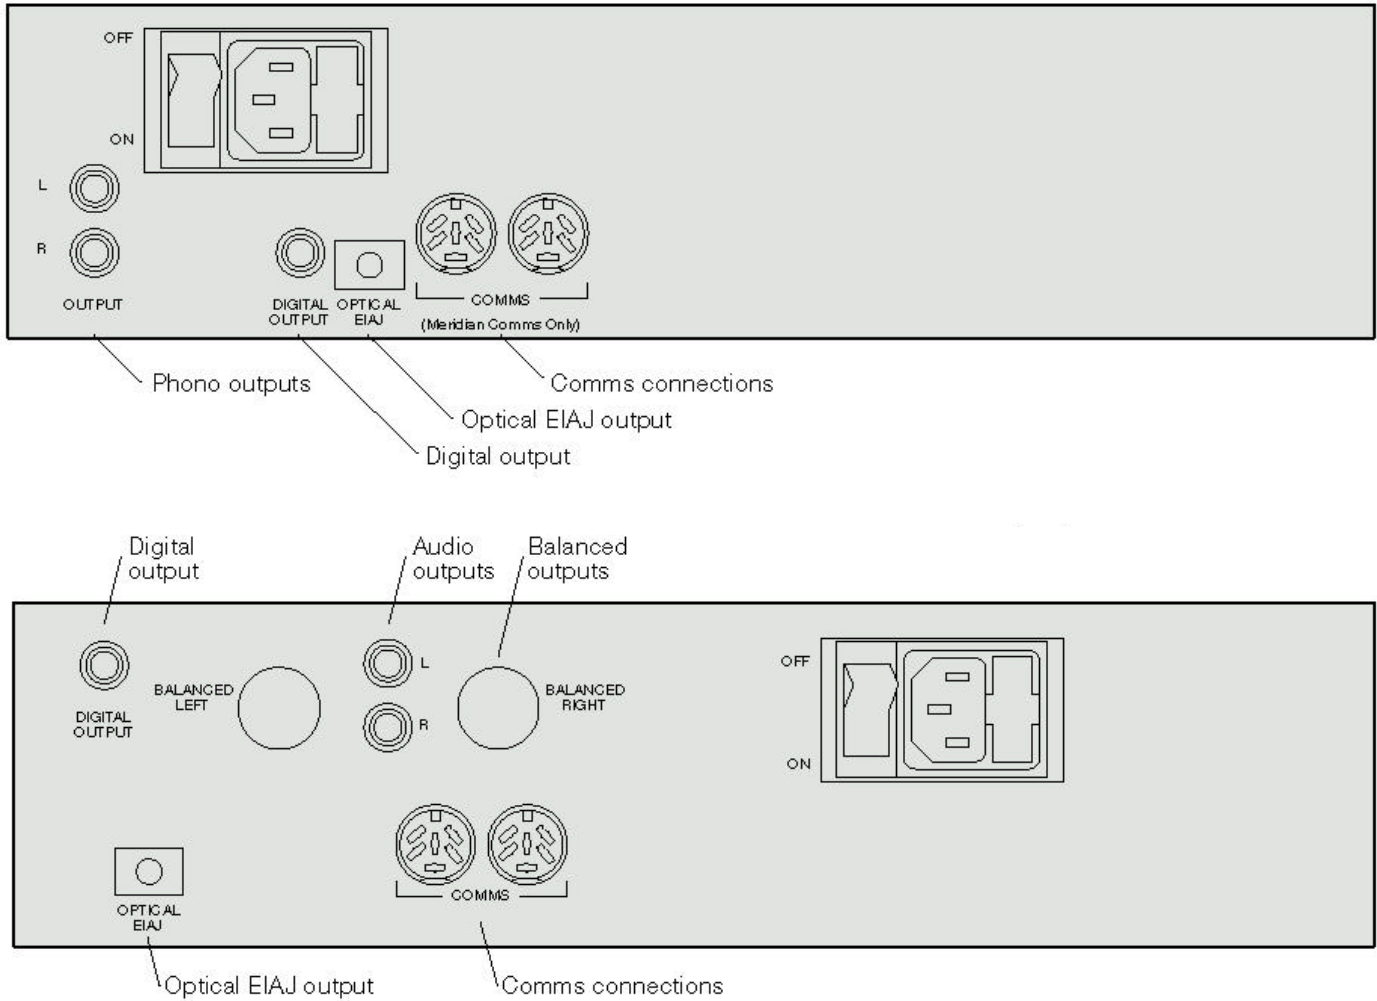 OFF
ON
L
R
OUTPUT
DIGITAL
OUTPUT
OPTICAL
EIAJ
COMMS
(Meridian Comms Only)
Phono outputs
Comms connections
Optical EIAJ output
Digital output
Digital
output
Audio
outputs
Balanced
outputs
DIGITAL
OUTPUT
BALANCED
LEFT
L
R
BALANCED
RIGHT
OFF
ON
OPTICAL
EIAJ
COMMS
Optical EIAJ output
Comms connections